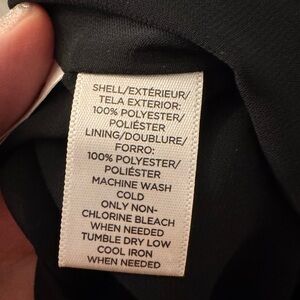 SHELL/EXTÉRIEUR/
TELA EXTERIOR:
100% POLYESTER/
POLIÉSTER
LINING/DOUBLURE/
FORRO:
100% POLYESTER/
POLIÉSTER
MACHINE WASH
COLD
ONLY NON-
CHLORINE BLEACH
WHEN NEEDED
TUMBLE DRY LOW
COOL IRON
WHEN NEEDED